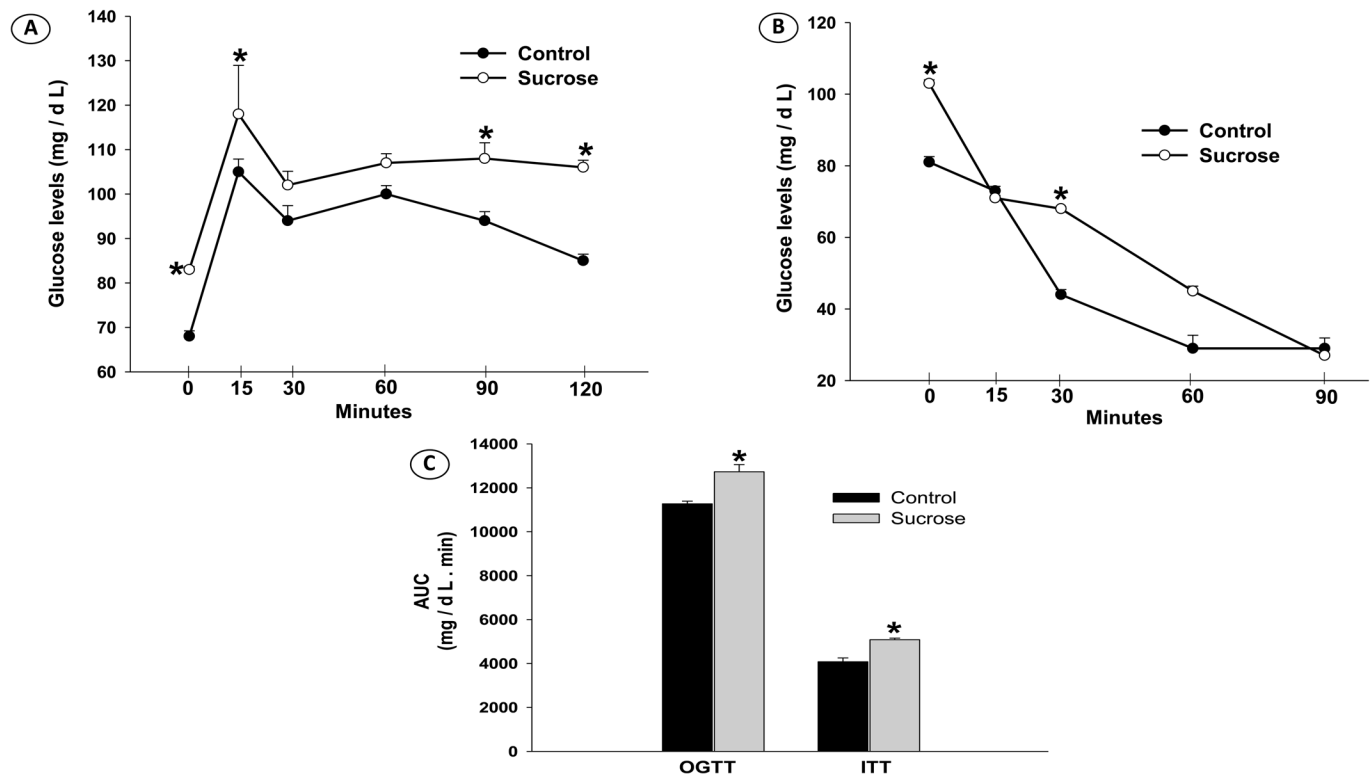 A
140
130
120
110
100
90
80
70
60
Glucose levels (mg / d L)
*
*
*
*
Control
Sucrose
0 15 30 60 90 120
Minutes
B
120
100
80
60
40
20
Glucose levels (mg / d L)
*
*
Control
Sucrose
0 15 30 60 90
Minutes
C
14000
12000
10000
8000
6000
4000
2000
0
AUC
(mg / d L . min)
*
*
Control
Sucrose
OGTT ITT